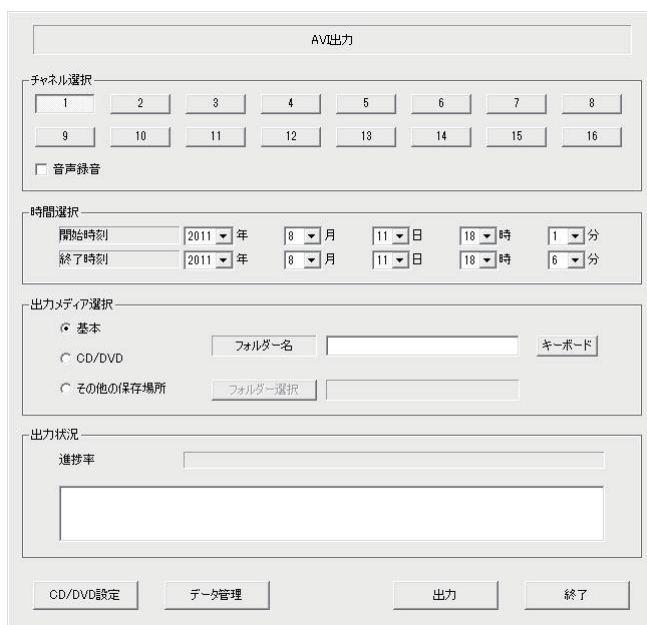 AVI出力
チャネル選択
1 2 3 4 5 6 7 8
9 10 11 12 13 14 15 16
音声録音
時間選択
開始時刻 2011 年 8 月 11 日 18 時 1 分
終了時刻 2011 年 8 月 11 日 18 時 6 分
出力メディア選択
基本
フォルダー名 キーボード
CD/DVD
その他の保存場所 フォルダー選択
出力状況
進捗率
CD/DVD設定 データ管理 出力 終了